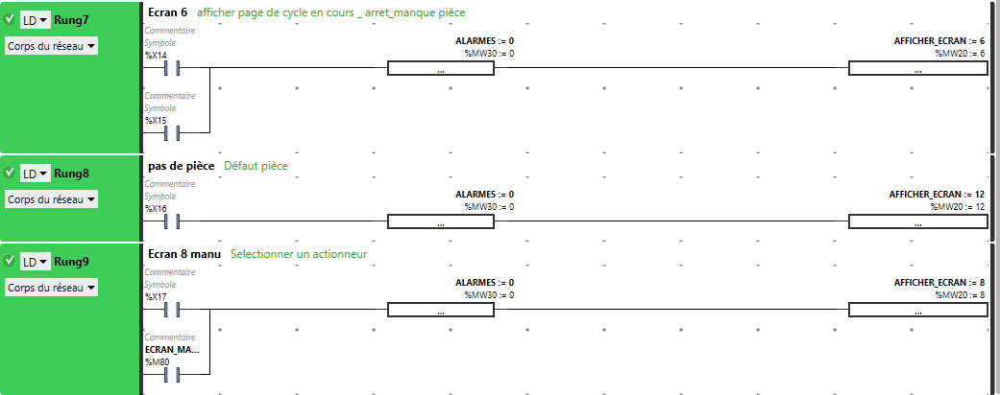 LD Rung7 Ecran 6 afficher page de cycle en cours _ arret_manque pièce
Corps du réseau
Commentaire
Symbole
%X14
ALARMES := 0
%MW30 := 0
...
AFFICHER_ECRAN := 6
%MW20 := 6
...
Commentaire
Symbole
%X15
LD Rung8 pas de pièce Défaut pièce
Corps du réseau
Commentaire
Symbole
%X16
ALARMES := 0
%MW30 := 0
...
AFFICHER_ECRAN := 12
%MW20 := 12
...
LD Rung9 Ecran 8 manu Selectionner un actionneur
Corps du réseau
Commentaire
Symbole
%X17
ALARMES := 0
%MW30 := 0
...
AFFICHER_ECRAN := 8
%MW20 := 8
...
Commentaire
ECRAN_MA...
%M80